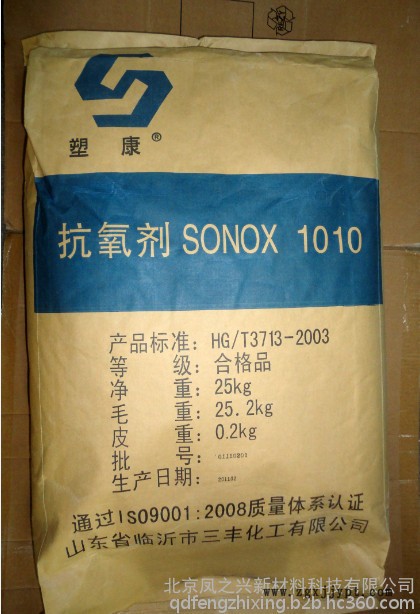 塑康®
抗氧剂 SONOX 1010
产品标准: HG/T3713-2003
等级: 合格品
净重: 25kg
毛重: 25.2kg
皮重: 0.2kg
批号:
生产日期:
通过ISO9001:2008质量体系认证
山东省临沂市三丰化工有限公司
www.zgxjjypt.com
北京凤之兴新材料科技有限公司
qdfengzhixing.b2b.hc360.com